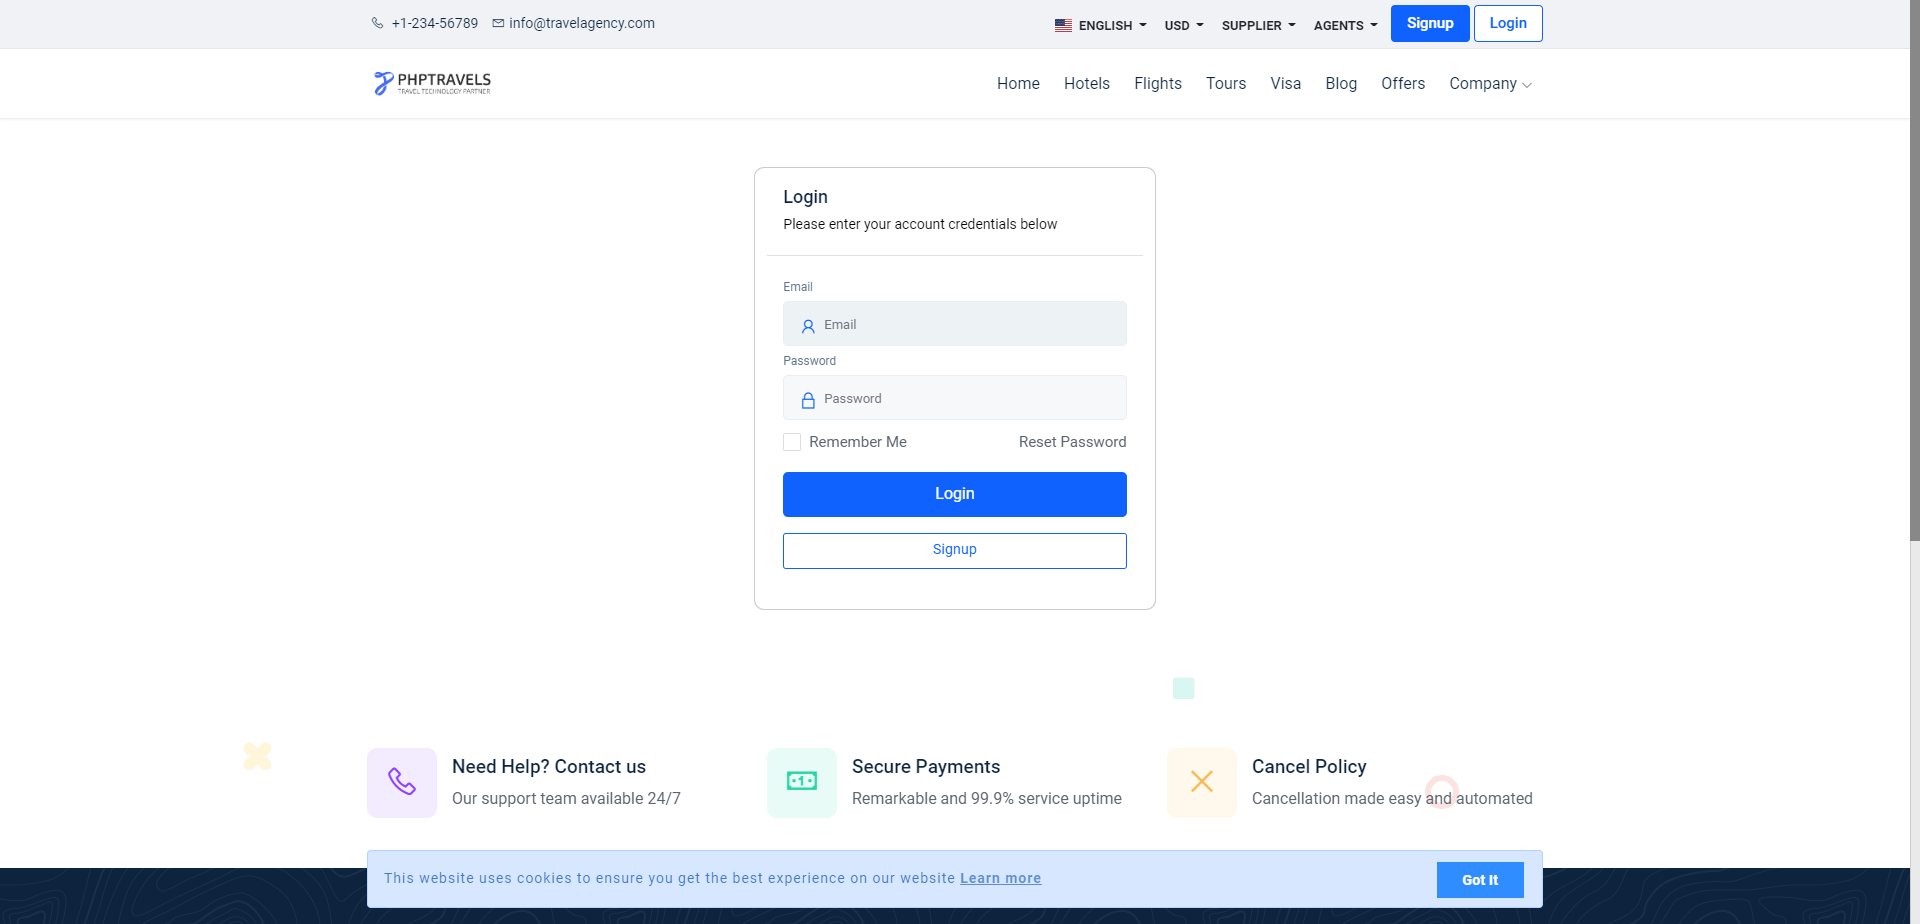 +1-234-56789 info@travelagency.com ENGLISH USD SUPPLIER AGENTS Signup Login
PHPTRAVELS
TRAVEL TECHNOLOGY PARTNER
Home Hotels Flights Tours Visa Blog Offers Company
Login
Please enter your account credentials below
Email
Email
Password
Password
Remember Me Reset Password
Login
Signup
Need Help? Contact us
Our support team available 24/7
Secure Payments
Remarkable and 99.9% service uptime
Cancel Policy
Cancellation made easy and automated
This website uses cookies to ensure you get the best experience on our website Learn more Got It